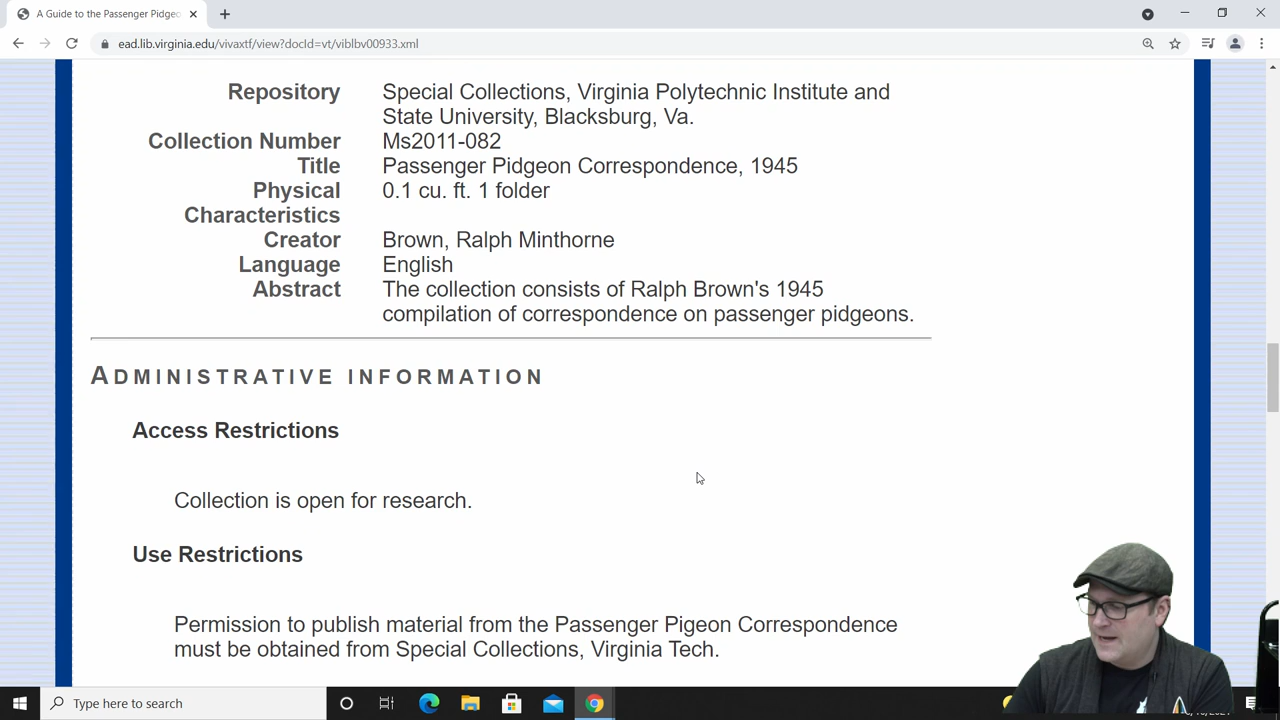 A Guide to the Passenger Pidgeo
ead.lib.virginia.edu/vivaxtf/view?docId=vt/viblbv00933.xml
Repository Special Collections, Virginia Polytechnic Institute and
State University, Blacksburg, Va.
Collection Number Ms2011-082
Title Passenger Pidgeon Correspondence, 1945
Physical 0.1 cu. ft. 1 folder
Characteristics
Creator Brown, Ralph Minthorne
Language English
Abstract The collection consists of Ralph Brown's 1945
compilation of correspondence on passenger pidgeons.
ADMINISTRATIVE INFORMATION
Access Restrictions
Collection is open for research.
Use Restrictions
Permission to publish material from the Passenger Pigeon Correspondence
must be obtained from Special Collections, Virginia Tech.
Type here to search